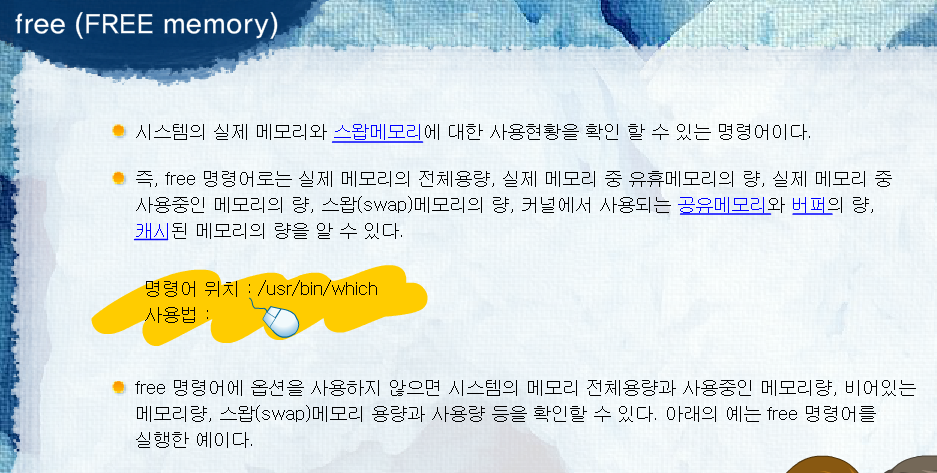 free (FREE memory)
시스템의 실제 메모리와 스왑메모리에 대한 사용현황을 확인 할 수 있는 명령어이다.
즉, free 명령어로는 실제 메모리의 전체용량, 실제 메모리 중 유휴메모리의 량, 실제 메모리 중
사용중인 메모리의 량, 스왑(swap)메모리의 량, 커널에서 사용되는 공유메모리와 버퍼의 량,
캐시된 메모리의 량을 알 수 있다.
명령어 위치 : /usr/bin/which
사용법 :
free 명령어에 옵션을 사용하지 않으면 시스템의 메모리 전체용량과 사용중인 메모리량, 비어있는
메모리량, 스왑(swap)메모리 용량과 사용량 등을 확인할 수 있다. 아래의 예는 free 명령어를
실행한 예이다.